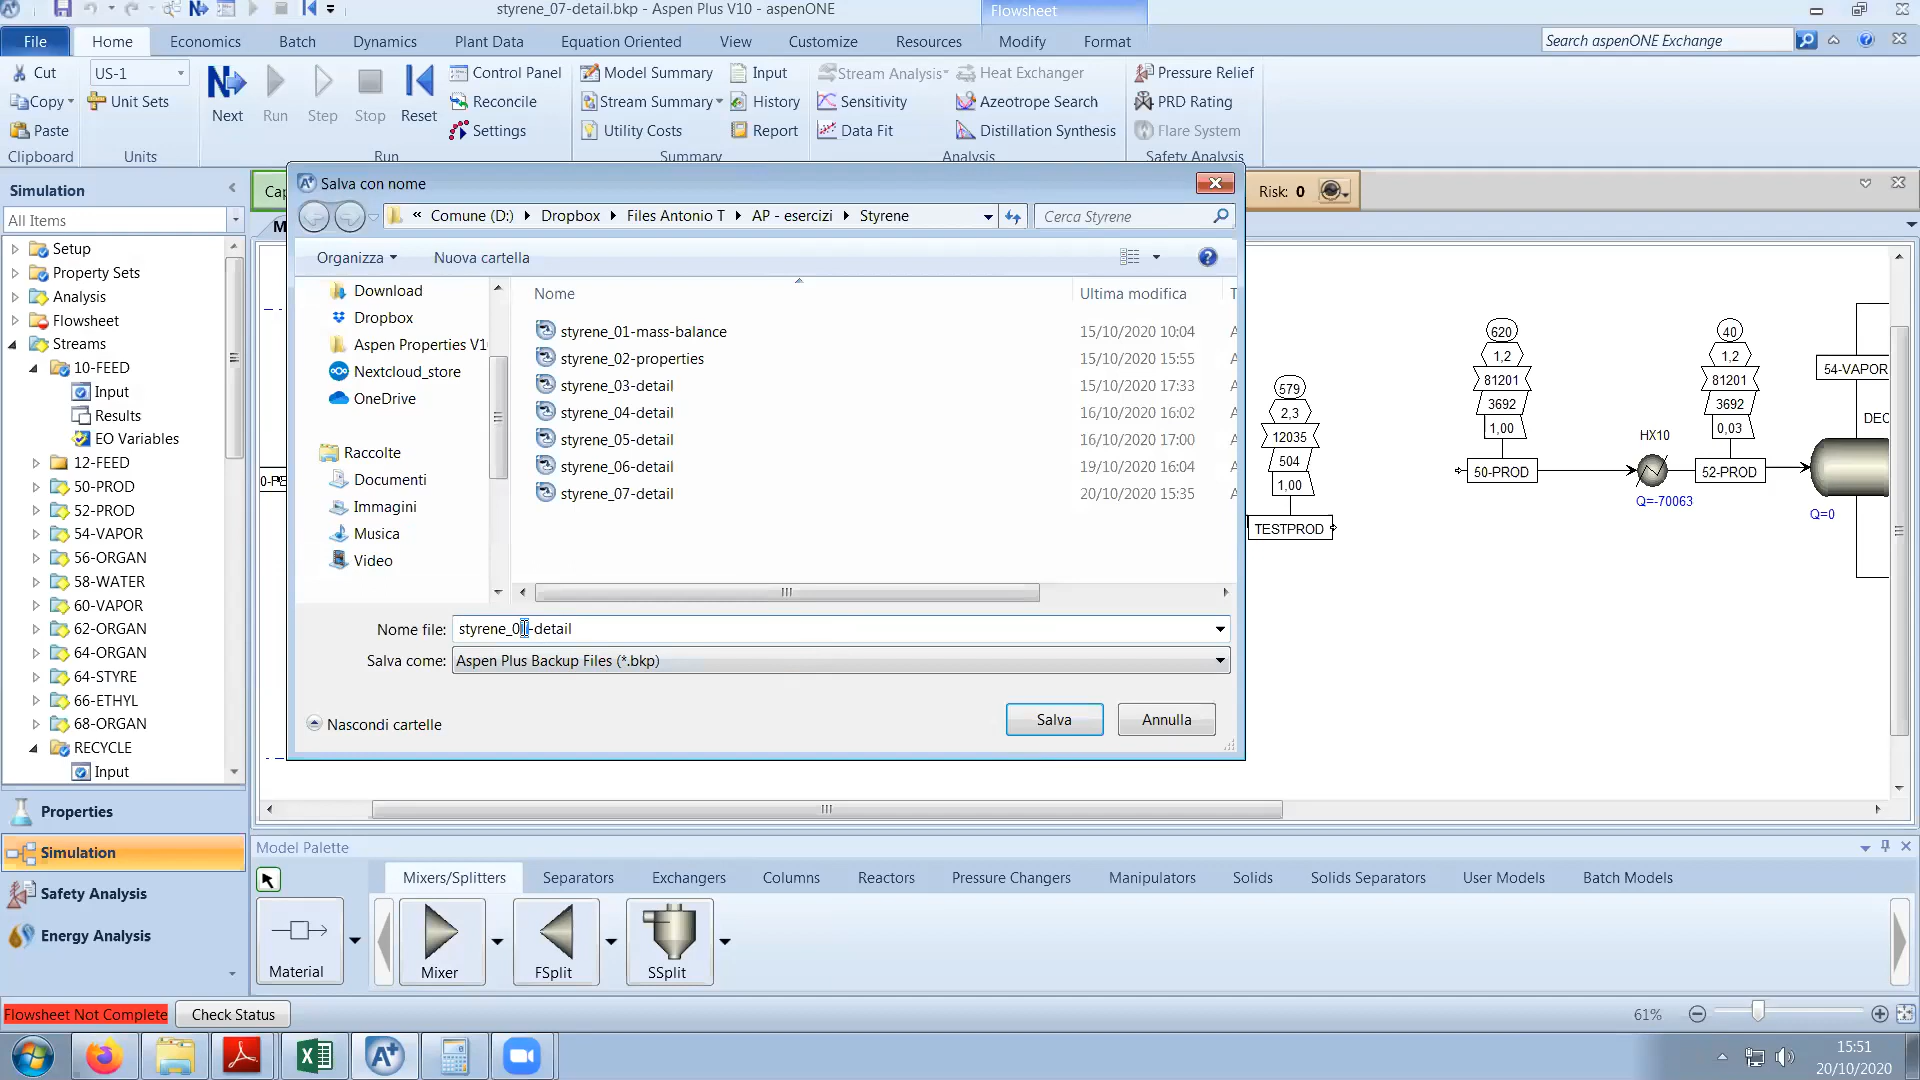 styrene_07-detail.bkp - Aspen Plus V10 - aspenONE
Flowsheet
File
Home
Economics
Batch
Dynamics
Plant Data
Equation Oriented
View
Customize
Resources
Modify
Format
Search aspenONE Exchange
Cut
Copy
Paste
Clipboard
US-1
Unit Sets
Units
Next
Run
Step
Stop
Reset
Control Panel
Reconcile
Settings
Run
Model Summary
Stream Summary
Utility Costs
Input
History
Report
Summary
Stream Analysis
Sensitivity
Data Fit
Heat Exchanger
Azeotrope Search
Distillation Synthesis
Analysis
Pressure Relief
PRD Rating
Flare System
Safety Analysis
Simulation
All Items
Setup
Property Sets
Analysis
Flowsheet
Streams
10-FEED
Input
Results
EO Variables
12-FEED
50-PROD
52-PROD
54-VAPOR
56-ORGAN
58-WATER
60-VAPOR
62-ORGAN
64-ORGAN
64-STYRE
66-ETHYL
68-ORGAN
RECYCLE
Input
Properties
Simulation
Safety Analysis
Energy Analysis
Risk: 0
Salva con nome
« Comune (D:) Dropbox Files Antonio T AP - esercizi Styrene
Cerca Styrene
Organizza
Nuova cartella
Download
Dropbox
Aspen Properties V1
Nextcloud_store
OneDrive
Raccolte
Documenti
Immagini
Musica
Video
Nome
Ultima modifica
styrene_01-mass-balance 15/10/2020 10:04
styrene_02-properties 15/10/2020 15:55
styrene_03-detail 15/10/2020 17:33
styrene_04-detail 16/10/2020 16:02
styrene_05-detail 16/10/2020 17:00
styrene_06-detail 19/10/2020 16:04
styrene_07-detail 20/10/2020 15:35
Nome file:
Salva come: Aspen Plus Backup Files (*.bkp)
Nascondi cartelle
Salva
Annulla
579
2,3
12035
504
1,00
TESTPROD
620
1,2
81201
3692
1,00
50-PROD
HX10
Q=-70063
40
1,2
81201
3692
0,03
52-PROD
54-VAPOR
Q=0
Model Palette
Mixers/Splitters
Separators
Exchangers
Columns
Reactors
Pressure Changers
Manipulators
Solids
Solids Separators
User Models
Batch Models
Material
Mixer
FSplit
SSplit
Flowsheet Not Complete
Check Status
61%
15:51
20/10/2020